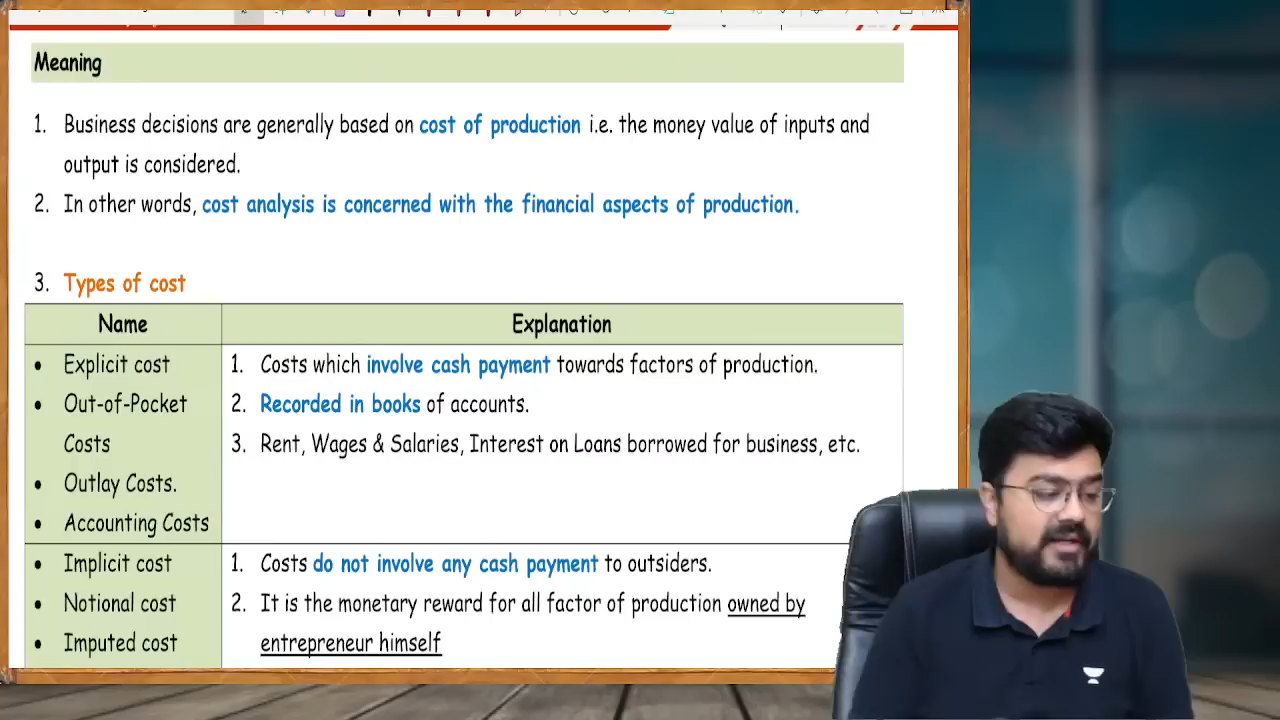 Meaning
1. Business decisions are generally based on cost of production i.e. the money value of inputs and
output is considered.
2. In other words, cost analysis is concerned with the financial aspects of production.
3. Types of cost
Name
Explanation
• Explicit cost
• Out-of-Pocket
Costs
• Outlay Costs.
• Accounting Costs
1. Costs which involve cash payment towards factors of production.
2. Recorded in books of accounts.
3. Rent, Wages & Salaries, Interest on Loans borrowed for business, etc.
• Implicit cost
• Notional cost
• Imputed cost
1. Costs do not involve any cash payment to outsiders.
2. It is the monetary reward for all factor of production owned by
entrepreneur himself